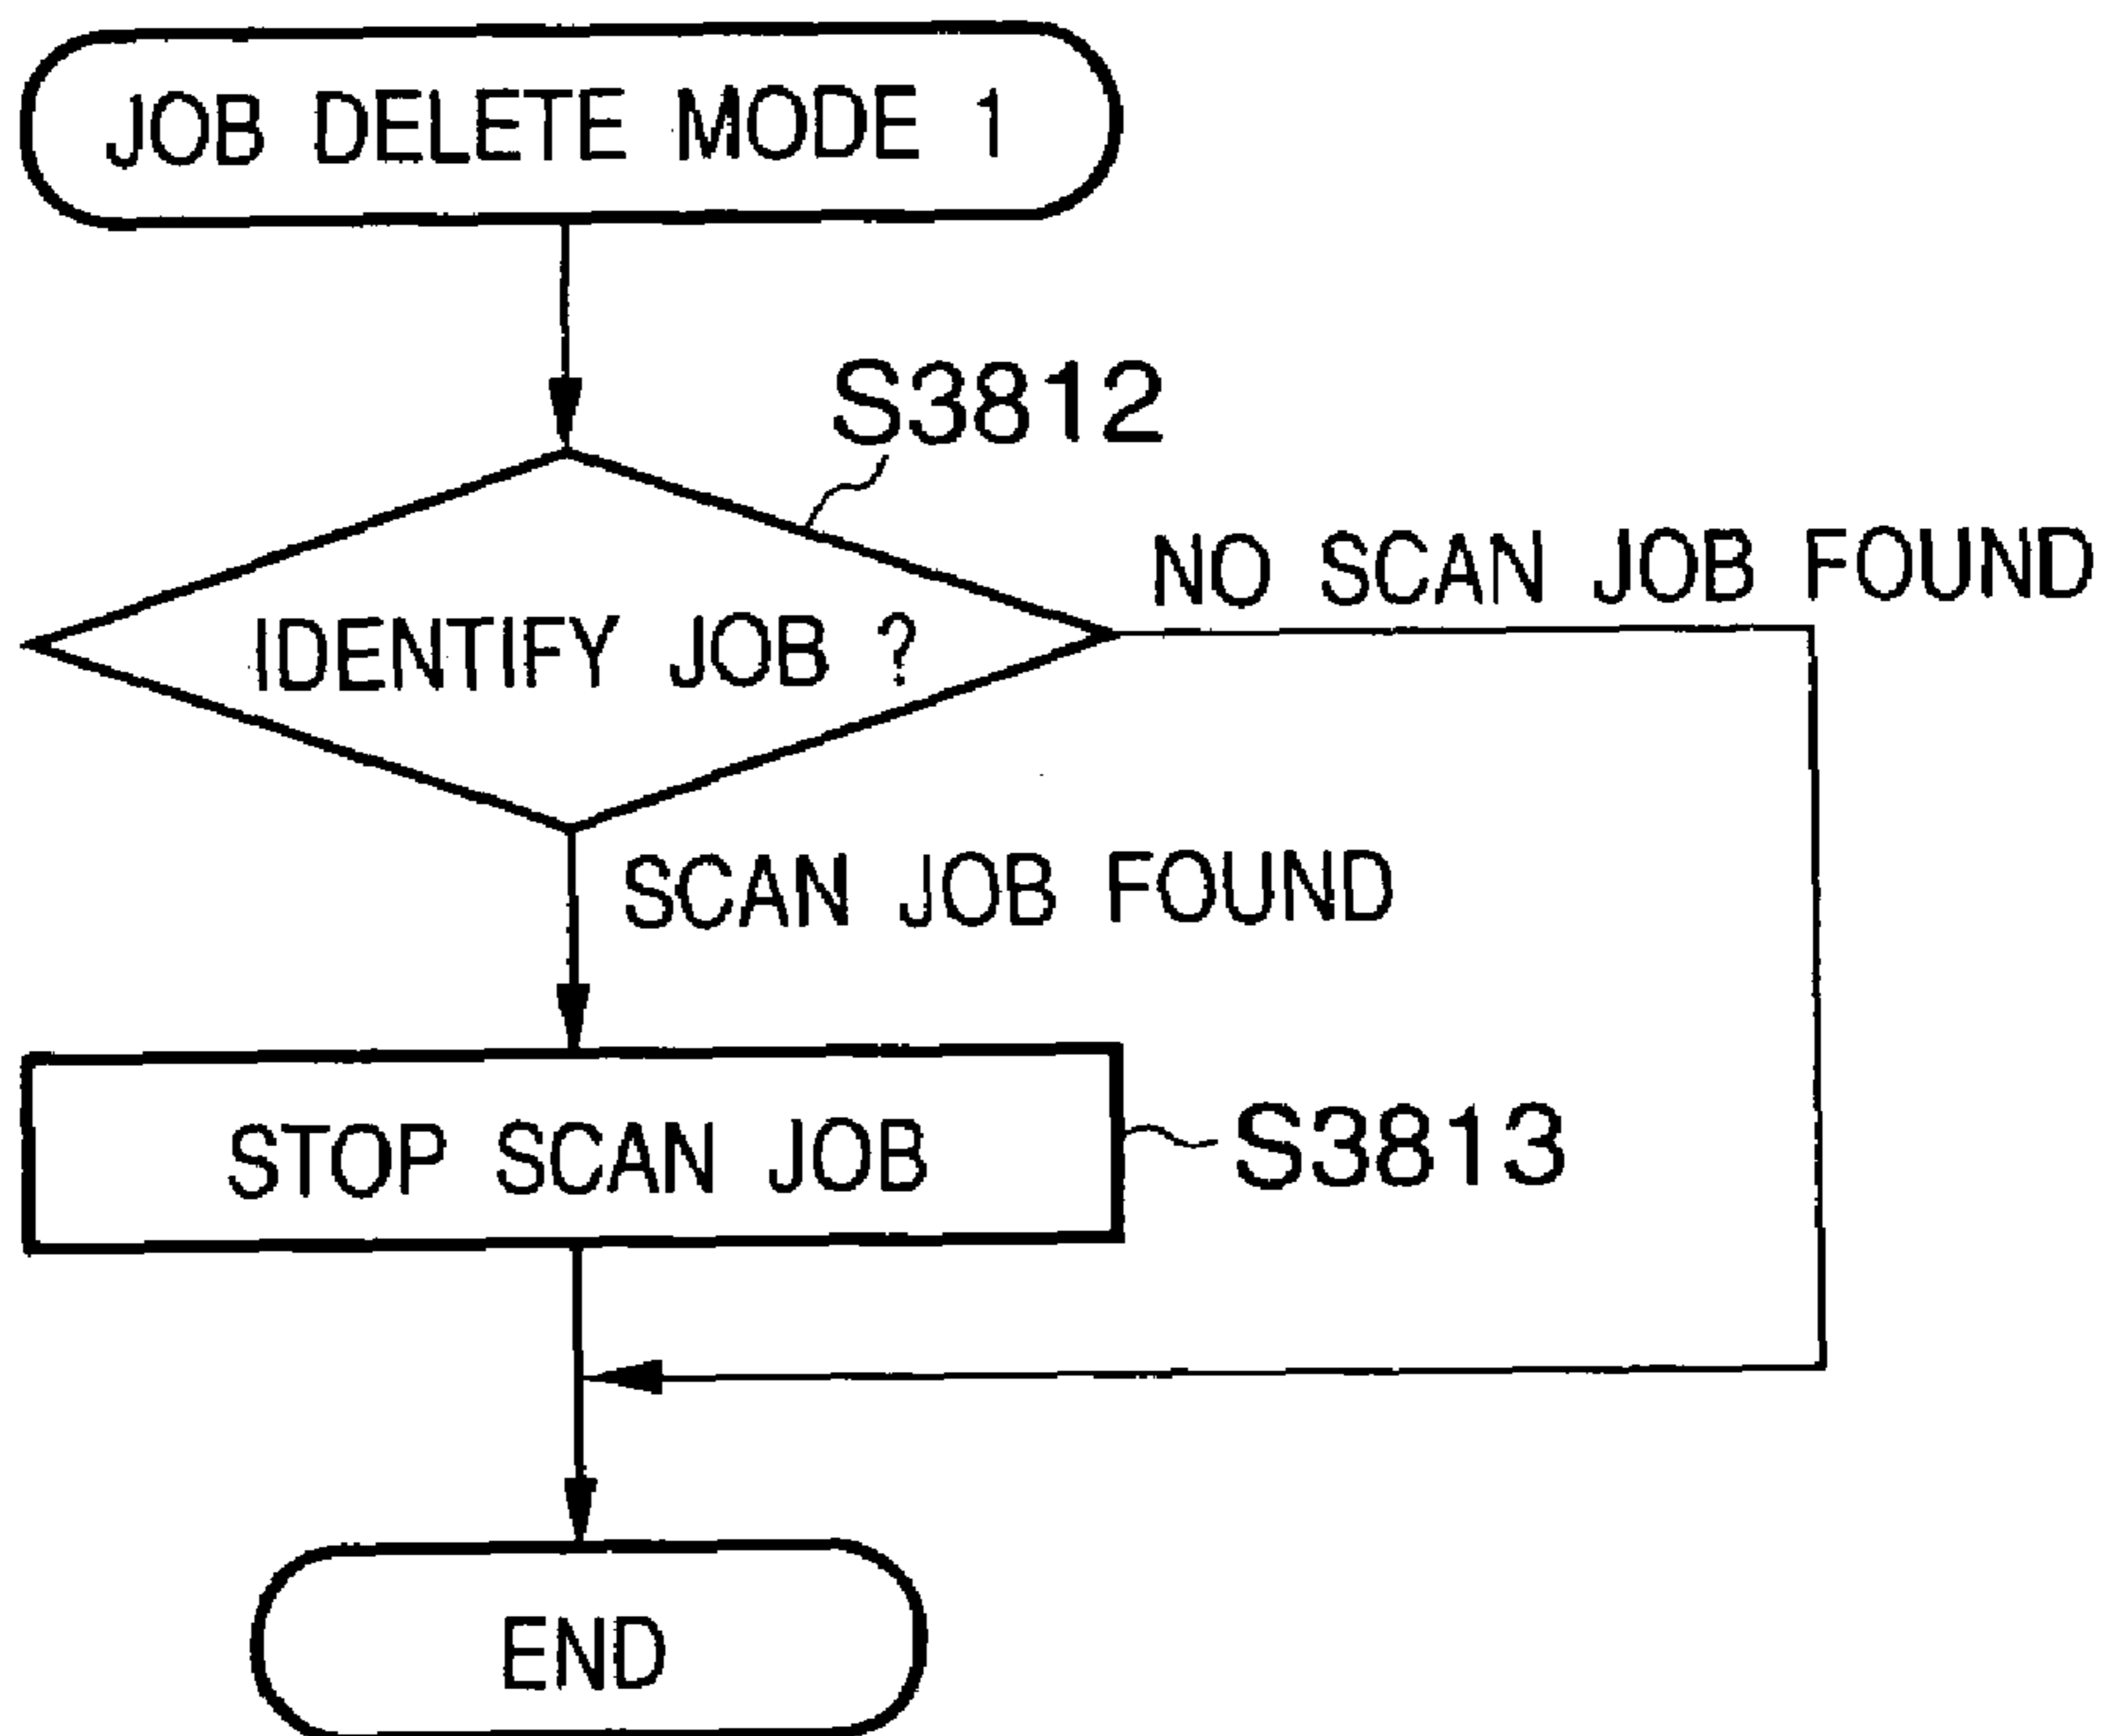 JOB DELETE MODE 1
S3812
NO SCAN JOB FOUND
IDENTIFY JOB ?
SCAN JOB FOUND
STOP SCAN JOB
S3813
END